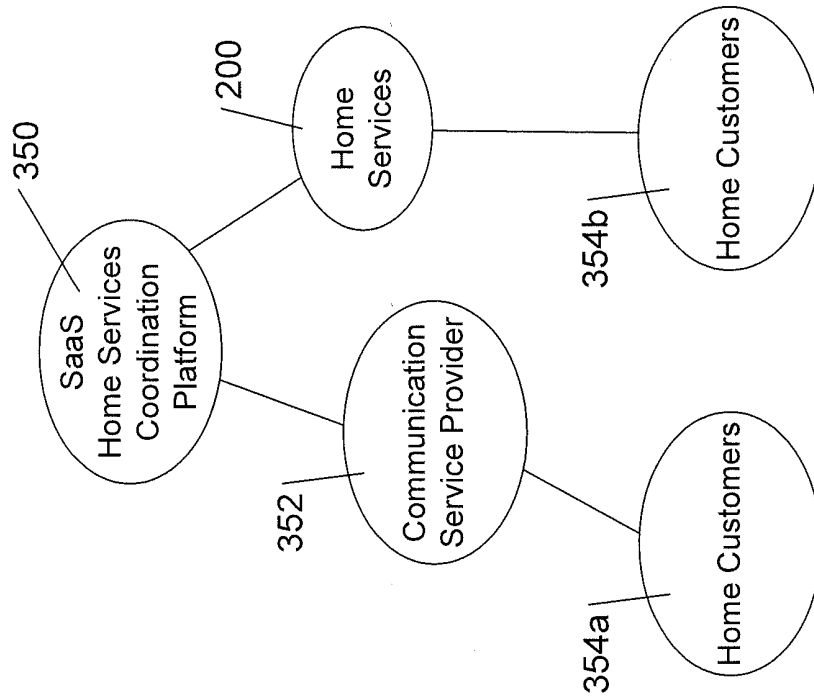 350
SaaS
Home Services
Coordination
Platform
200
Home
Services
352
Communication
Service Provider
354a
Home Customers
354b
Home Customers